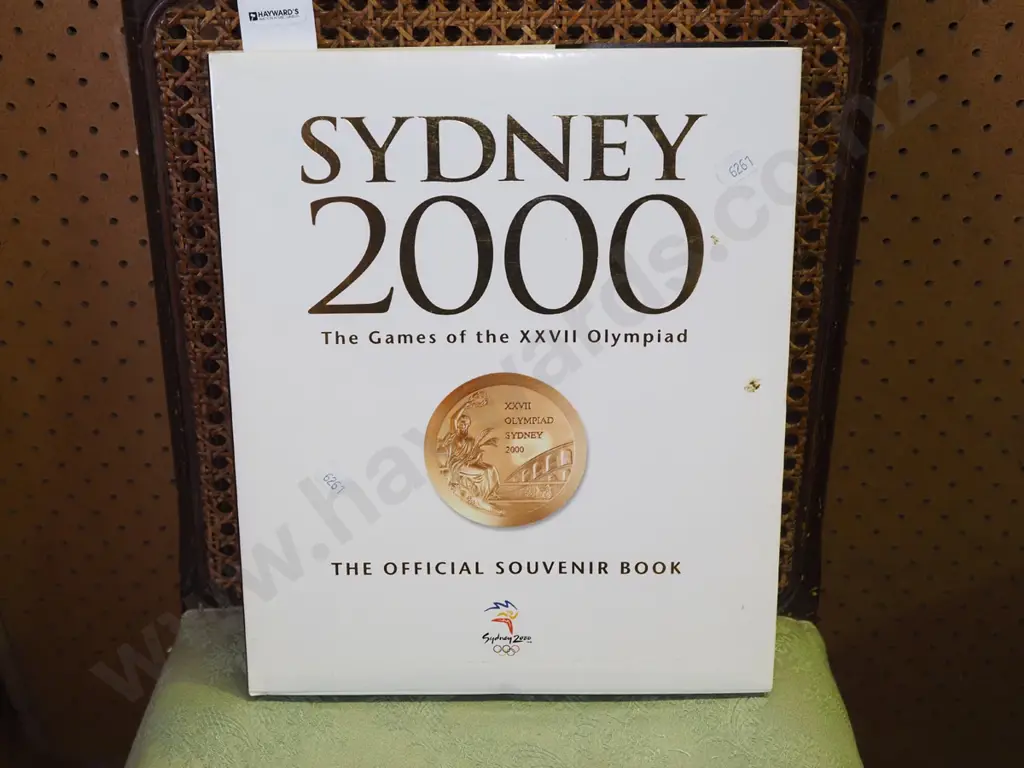 HAYWARD'S
SYDNEY
6261
2000
The Games of the XXVII Olympiad
XXVII
OLYMPIAD
SYDNEY
2000
6261
THE OFFICIAL SOUVENIR BOOK
Sydney 2000
www.haywards.co.nz